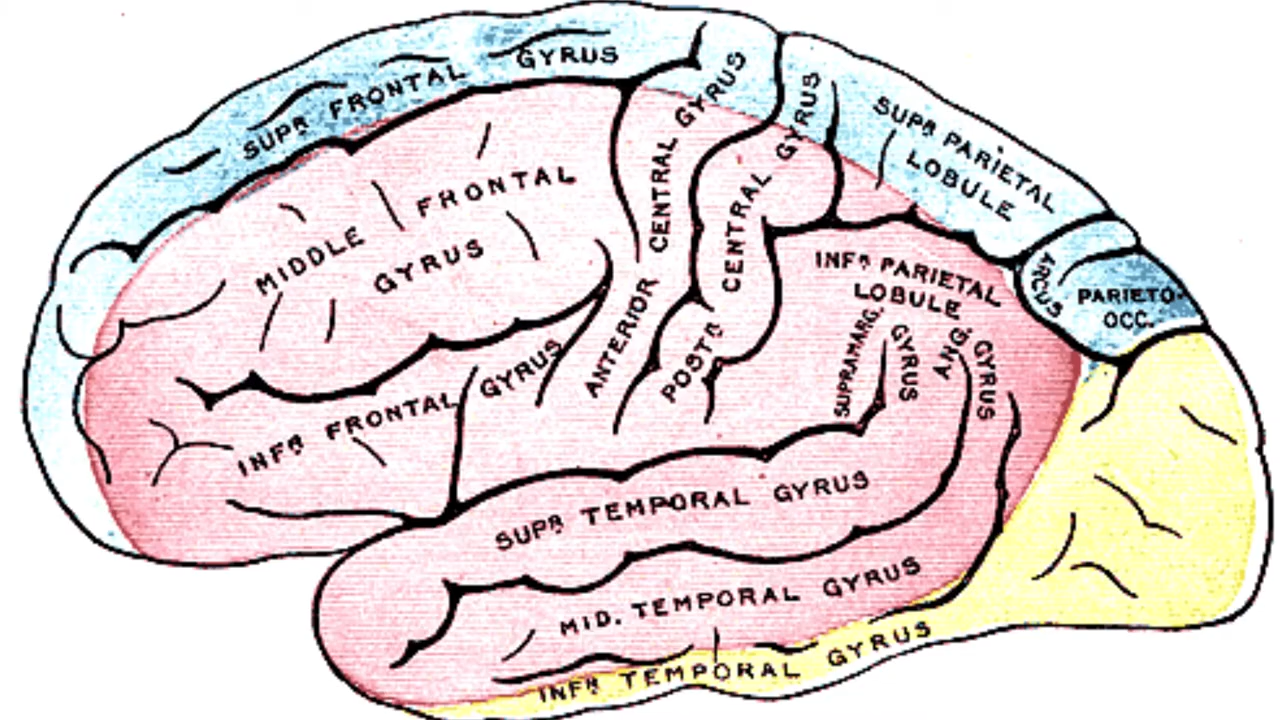 SUPR FRONTAL GYRUS
MIDDLE FRONTAL
GYRUS
INFR FRONTAL GYRUS
ANTERIOR CENTRAL GYRUS
POSTR CENTRAL GYRUS
SUPR PARIETAL
LOBULE
ARCUS
PARIETO-
OCC.
INFR PARIETAL
LOBULE
SUPRAMARG.
GYRUS
ANG.
GYRUS
SUPR TEMPORAL GYRUS
MID. TEMPORAL GYRUS
INFR TEMPORAL GYRUS